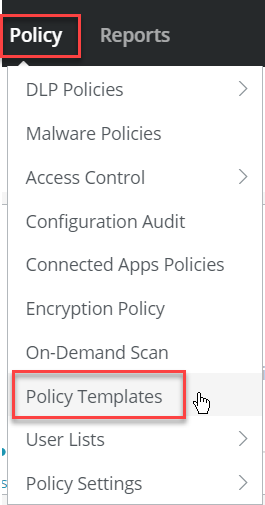 Policy Reports
DLP Policies
Malware Policies
Access Control
Configuration Audit
Connected Apps Policies
Encryption Policy
On-Demand Scan
Policy Templates
User Lists
Policy Settings